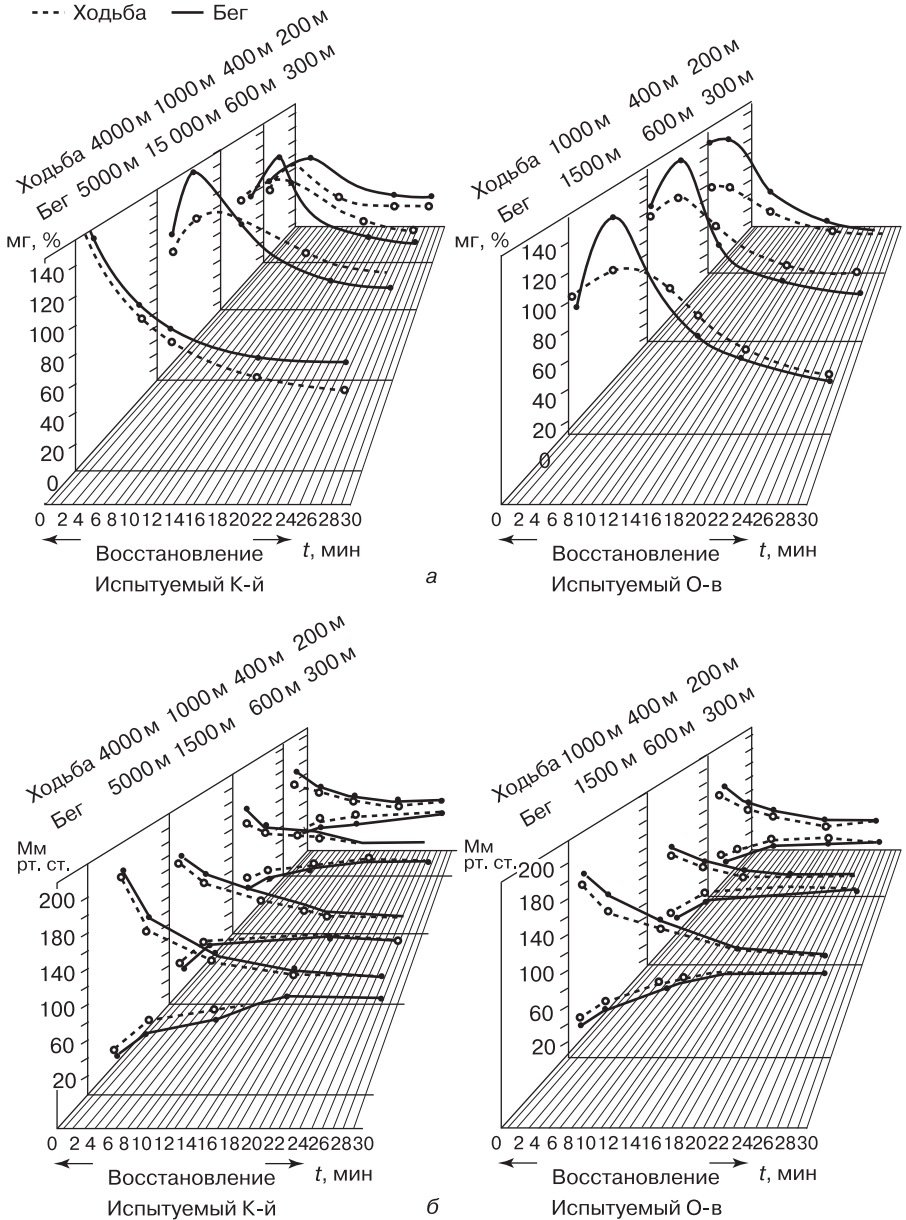 Ходьба Бег
Ходьба 4000 м 1000 м 400 м 200 м
Бег 5000 м 15 000 м 600 м 300 м
мг, %
140
120
100
80
60
40
20
0
0 2 4 6 8 10 12 14 16 18 20 22 24 26 28 30
Восстановление t, мин
Испытуемый К-й
Ходьба 1000 м 400 м 200 м
Бег 1500 м 600 м 300 м
мг, %
140
120
100
80
60
40
20
0
0 2 4 6 8 10 12 14 16 18 20 22 24 26 28 30
Восстановление t, мин
Испытуемый О-в
а
Ходьба 4000 м 1000 м 400 м 200 м
Бег 5000 м 1500 м 600 м 300 м
Мм
рт. ст.
200
180
140
100
60
20
0 2 4 6 8 10 12 14 16 18 20 22 24 26 28 30
Восстановление t, мин
Испытуемый К-й
Ходьба 1000 м 400 м 200 м
Бег 1500 м 600 м 300 м
Мм
рт. ст.
200
180
140
100
60
20
0 2 4 6 8 10 12 14 16 18 20 22 24 26 28 30
Восстановление t, мин
Испытуемый О-в
б